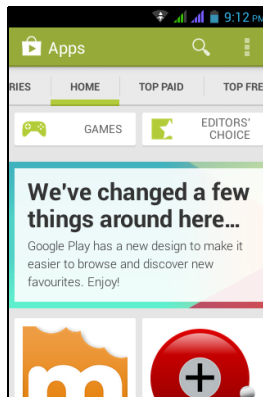 9:12 PM
Apps
RIES HOME TOP PAID TOP FRE
GAMES
EDITORS'
CHOICE
We've changed a few
things around here...
Google Play has a new design to make it
easier to browse and discover new
favourites. Enjoy!
m